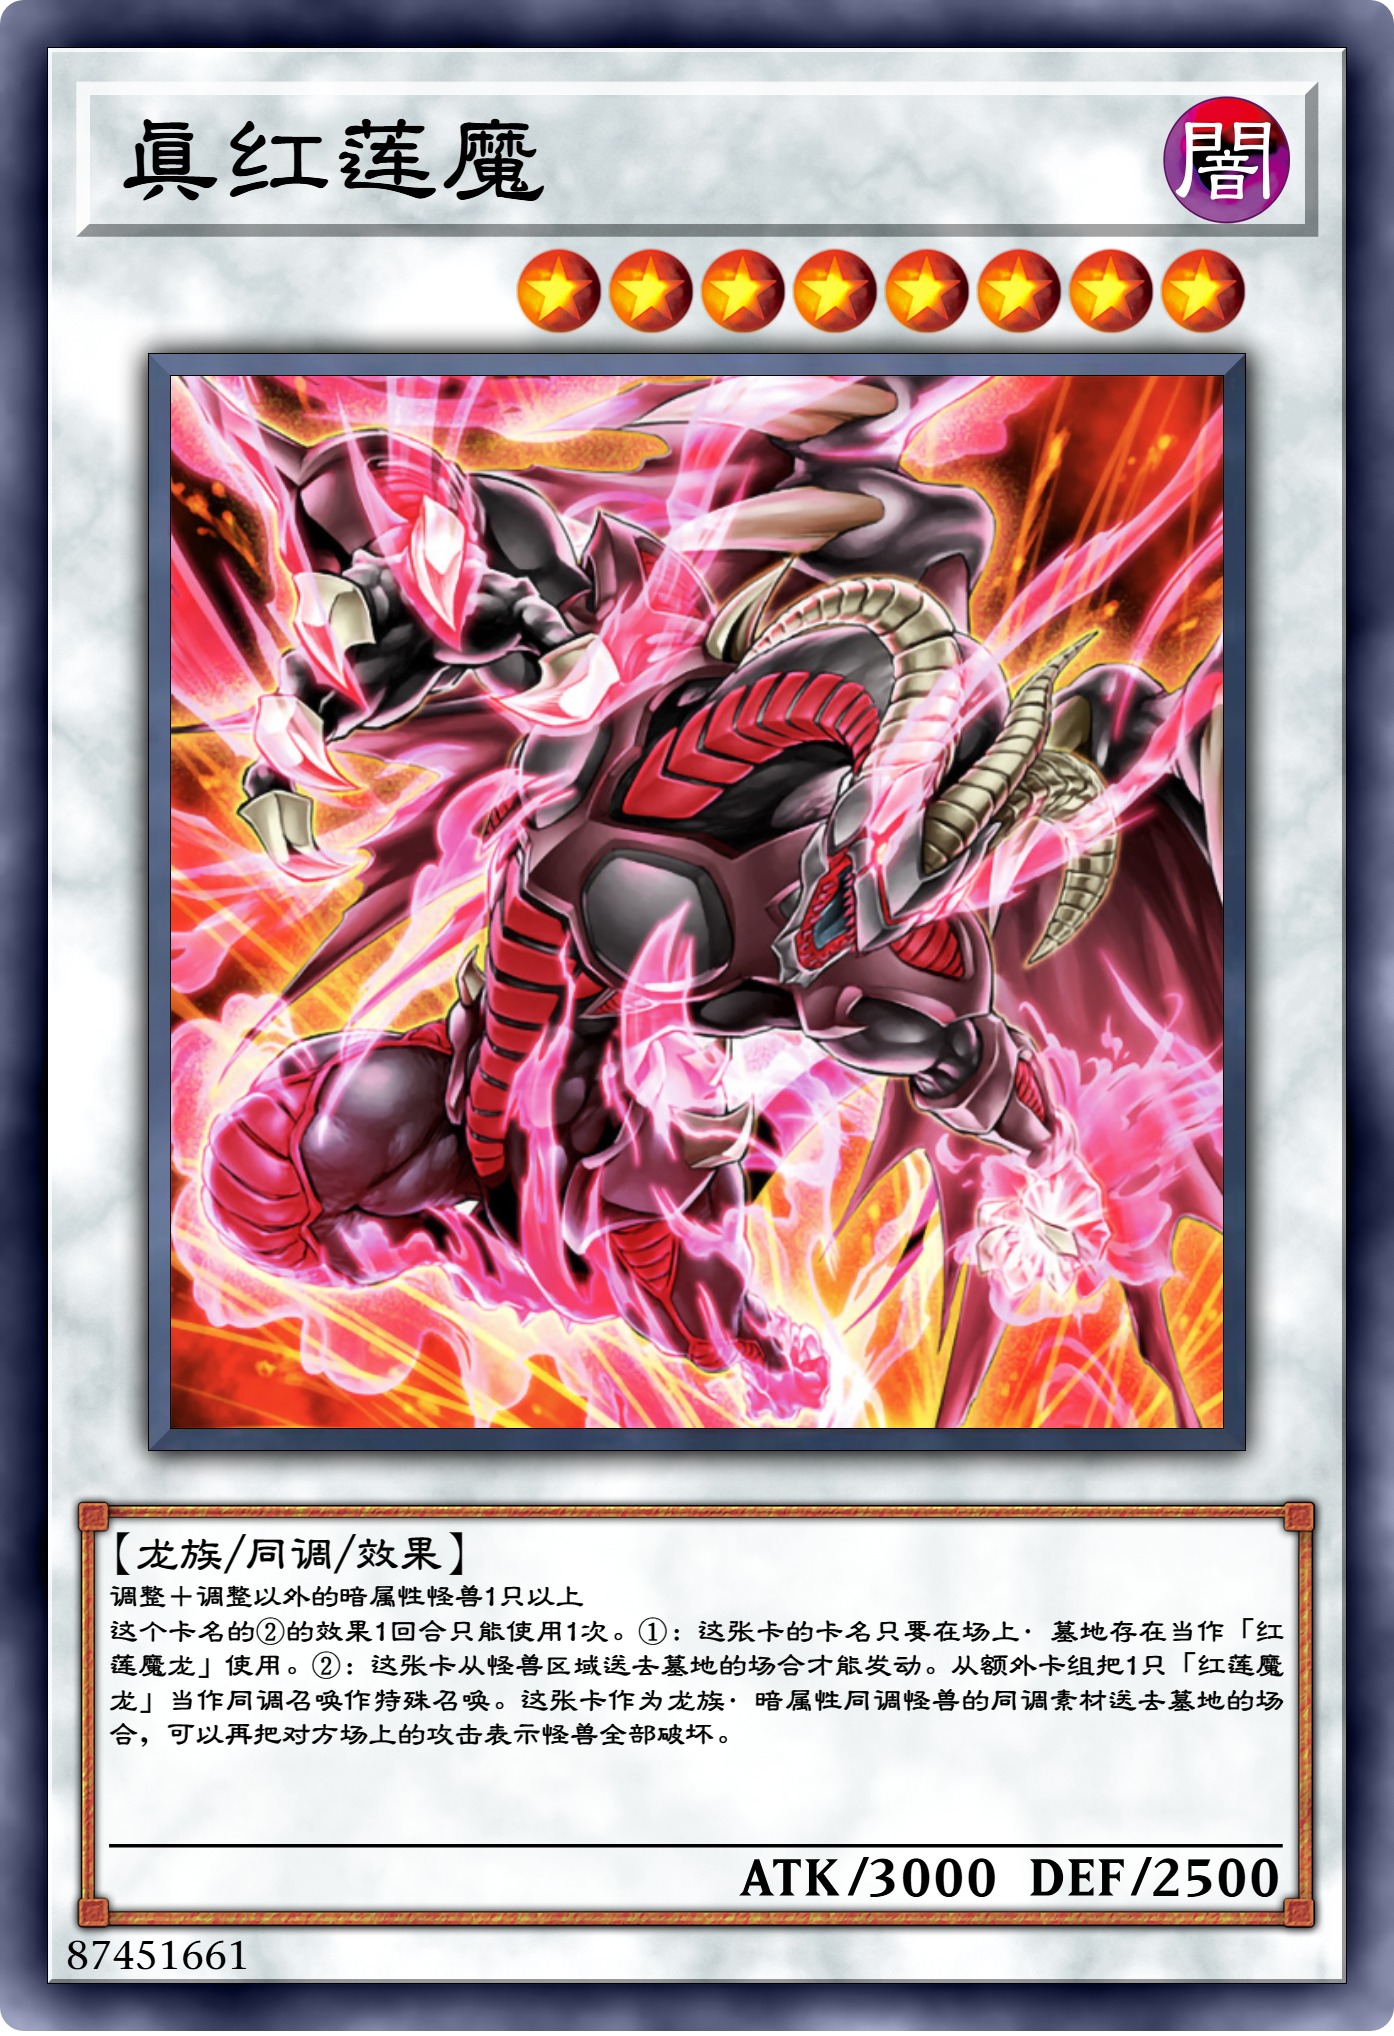 眞红莲魔
闇
【龙族/同调/效果】
调整＋调整以外的暗属性怪兽1只以上
这个卡名的②的效果1回合只能使用1次。①：这张卡的卡名只要在场上·墓地存在当作「红
莲魔龙」使用。②：这张卡从怪兽区域送去墓地的场合才能发动。从额外卡组把1只「红莲魔
龙」当作同调召唤作特殊召唤。这张卡作为龙族·暗属性同调怪兽的同调素材送去墓地的场
合，可以再把对方场上的攻击表示怪兽全部破坏。
ATK/3000 DEF/2500
87451661